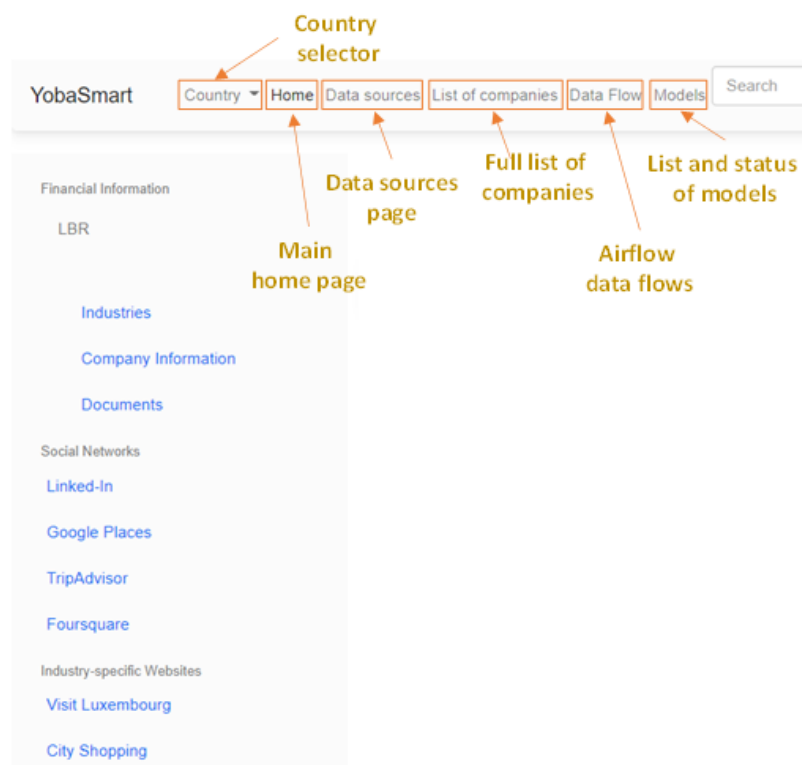 Country
selector
YobaSmart Country Home Data sources List of companies Data Flow Models Search
Data sources
page
Full list of
companies
List and status
of models
Main
home page
Airflow
data flows
Financial Information
LBR
Industries
Company Information
Documents
Social Networks
Linked-In
Google Places
TripAdvisor
Foursquare
Industry-specific Websites
Visit Luxembourg
City Shopping